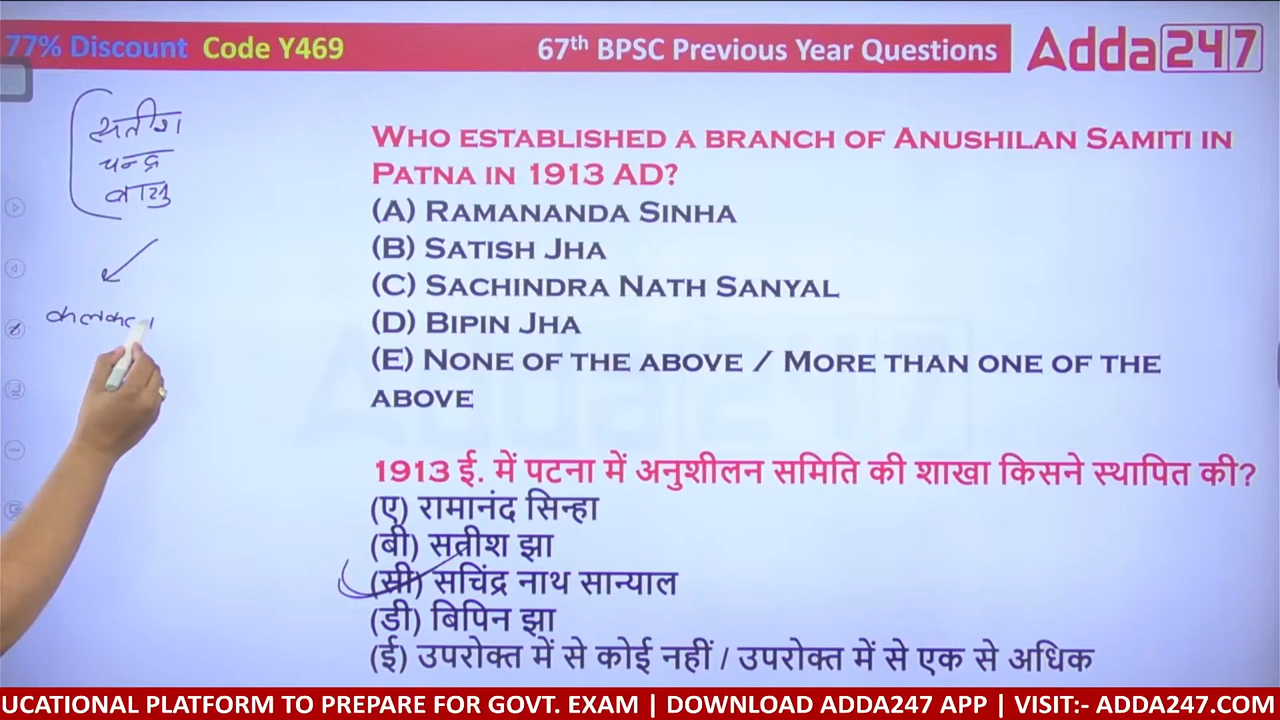 77% Discount Code Y469
67th BPSC Previous Year Questions
Adda247
सतीश
चन्द्र
बासु
कलकत्ता
WHO ESTABLISHED A BRANCH OF ANUSHILAN SAMITI IN
PATNA IN 1913 AD?
(A) RAMANANDA SINHA
(B) SATISH JHA
(C) SACHINDRA NATH SANYAL
(D) BIPIN JHA
(E) NONE OF THE ABOVE / MORE THAN ONE OF THE
ABOVE
1913 ई. में पटना में अनुशीलन समिति की शाखा किसने स्थापित की?
(ए) रामानंद सिन्हा
(बी) सतीश झा
(सी) सचिंद्र नाथ सान्याल
(डी) बिपिन झा
(ई) उपरोक्त में से कोई नहीं / उपरोक्त में से एक से अधिक
UCATIONAL PLATFORM TO PREPARE FOR GOVT. EXAM | DOWNLOAD ADDA247 APP | VISIT:- ADDA247.COM